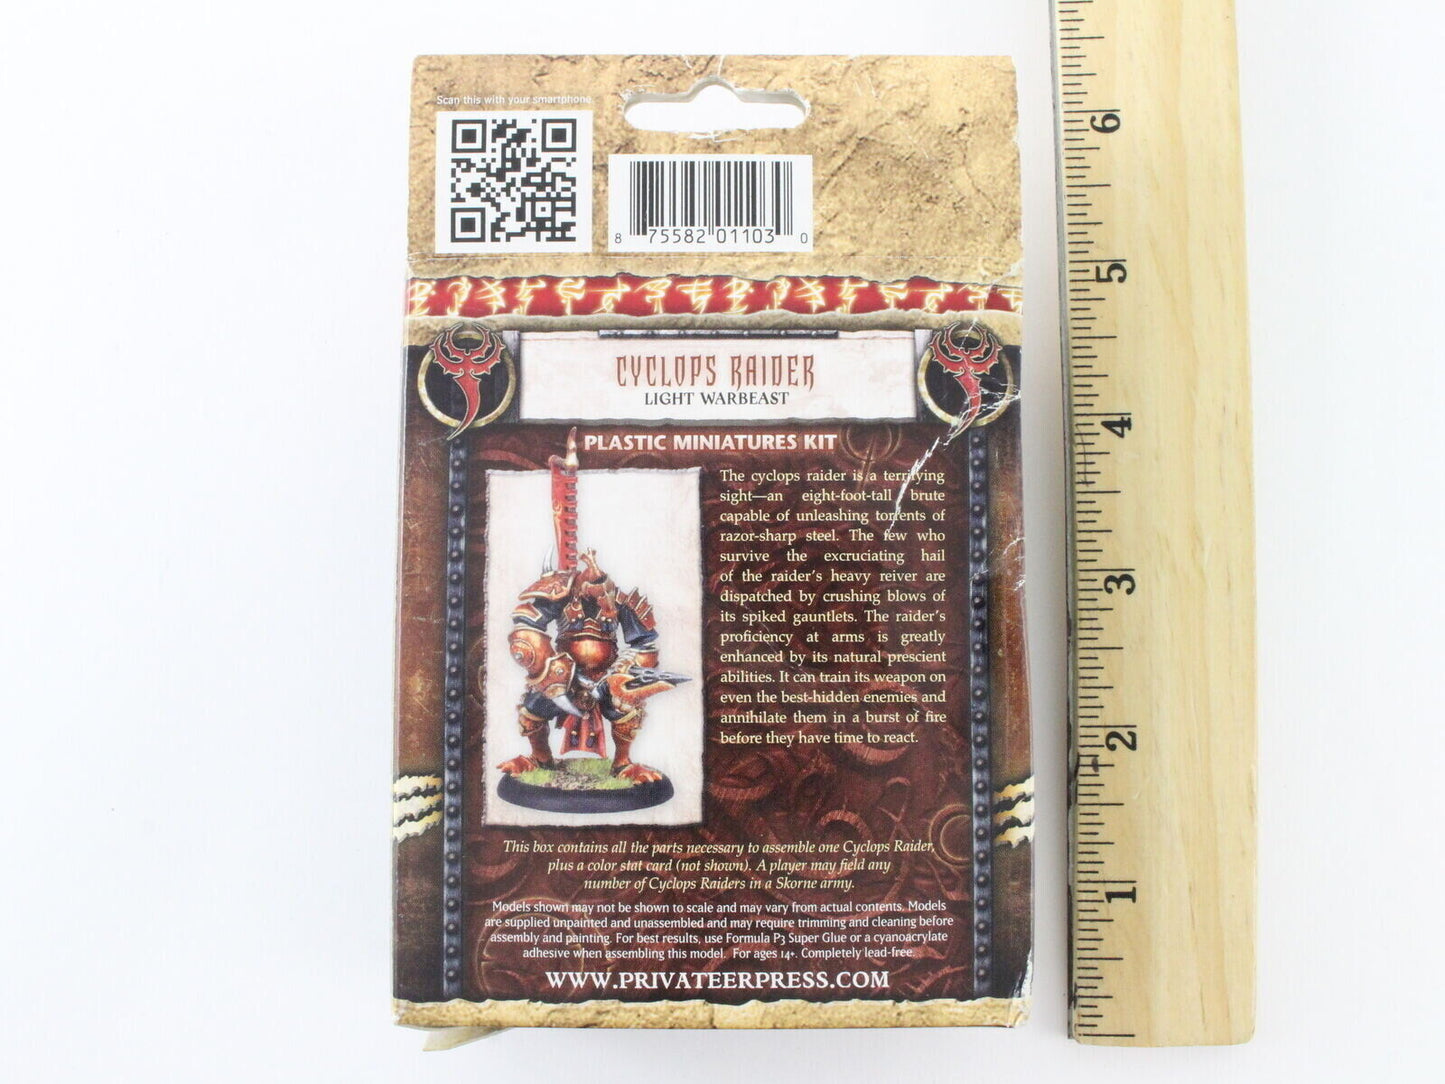 Scan this with your smartphone.
8 75582 01103 0
CYCLOPS RAIDER
LIGHT WARBEAST
PLASTIC MINIATURES KIT
The cyclops raider is a terrifying
sight—an eight-foot-tall brute
capable of unleashing torrents of
razor-sharp steel. The few who
survive the excruciating hail
of the raider's heavy reiver are
dispatched by crushing blows of
its spiked gauntlets. The raider's
proficiency at arms is greatly
enhanced by its natural prescient
abilities. It can train its weapon on
even the best-hidden enemies and
annihilate them in a burst of fire
before they have time to react.
This box contains all the parts necessary to assemble one Cyclops Raider,
plus a color stat card (not shown). A player may field any
number of Cyclops Raiders in a Skorne army.
Models shown may not be shown to scale and may vary from actual contents. Models
are supplied unpainted and unassembled and may require trimming and cleaning before
assembly and painting. For best results, use Formula P3 Super Glue or a cyanoacrylate
adhesive when assembling this model. For ages 14+. Completely lead-free.
WWW.PRIVATEERPRESS.COM
6
5
4
3
2
1